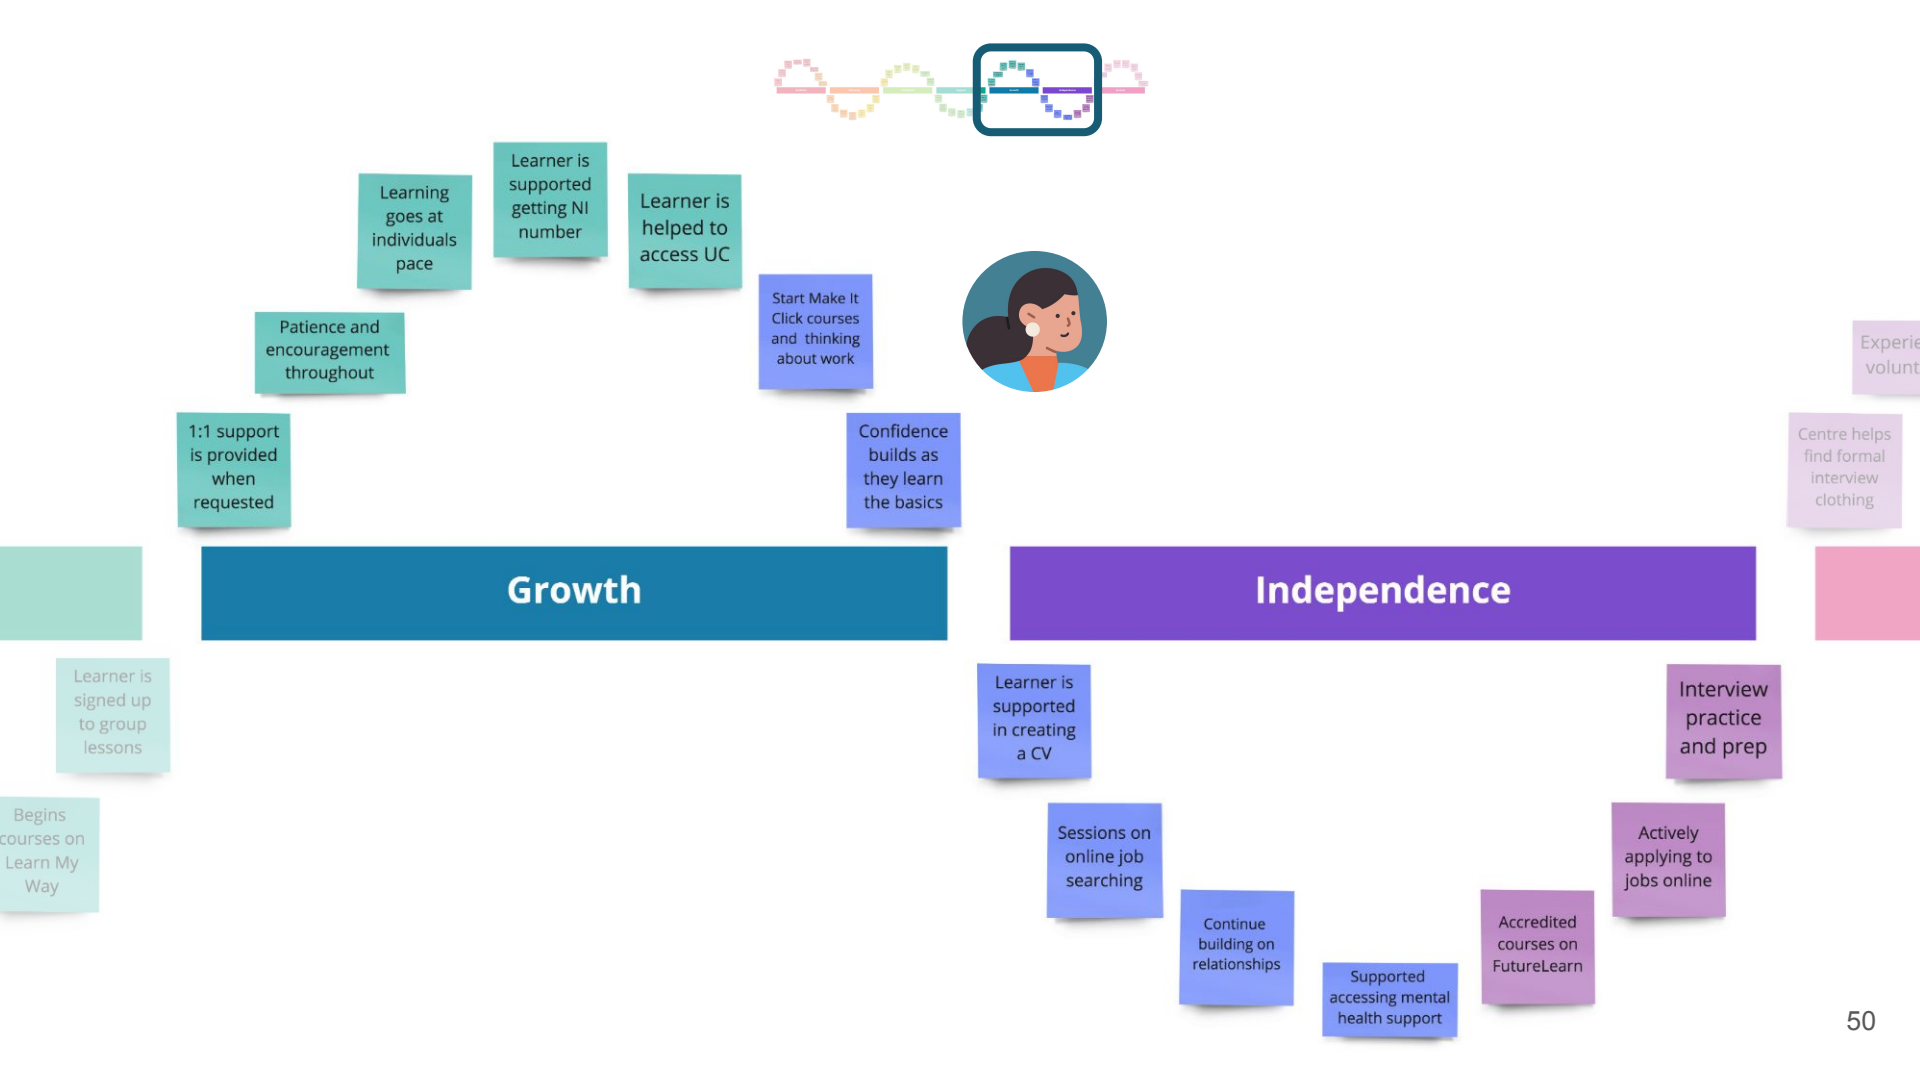 Learner is
supported
getting NI
number
Learning
goes at
individuals
pace
Learner is
helped to
access UC
Start Make It
Click courses
and thinking
about work
Patience and
encouragement
throughout
1:1 support
is provided
when
requested
Confidence
builds as
they learn
the basics
Experie
volunt
Centre helps
find formal
interview
clothing
Growth
Independence
Learner is
signed up
to group
lessons
Begins
courses on
Learn My
Way
Learner is
supported
in creating
a CV
Sessions on
online job
searching
Continue
building on
relationships
Supported
accessing mental
health support
Accredited
courses on
FutureLearn
Actively
applying to
jobs online
Interview
practice
and prep
50